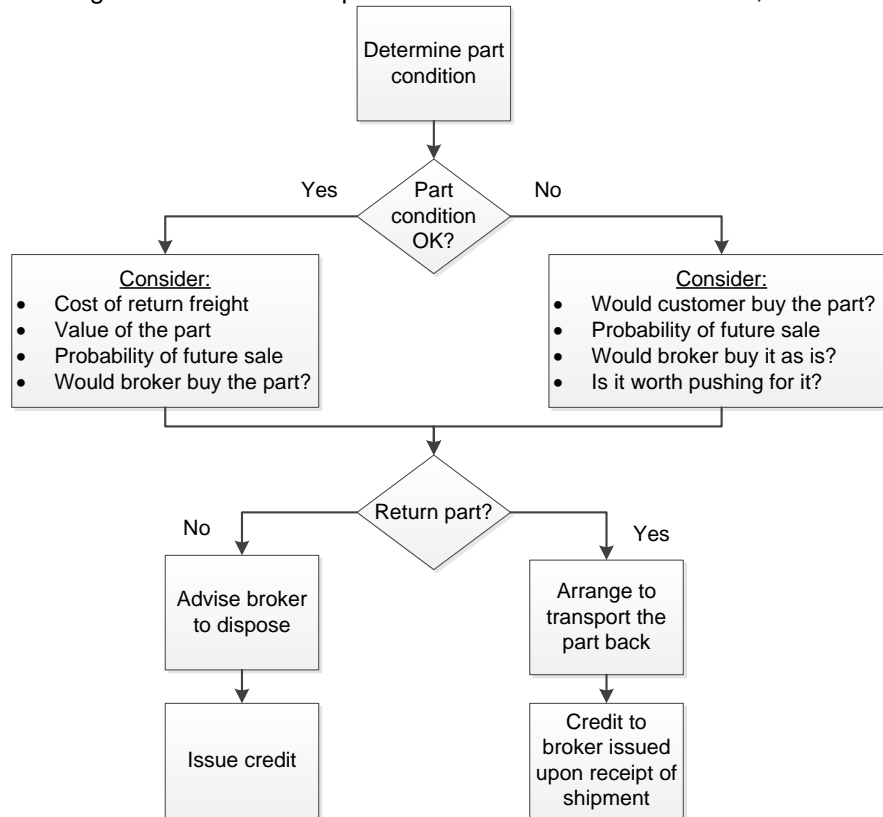 Determine part
condition
Yes
Part
condition
OK?
No
Consider:
• Cost of return freight
• Value of the part
• Probability of future sale
• Would broker buy the part?
Consider:
• Would customer buy the part?
• Probability of future sale
• Would broker buy it as is?
• Is it worth pushing for it?
Return part?
No
Yes
Advise broker
to dispose
Arrange to
transport the
part back
Issue credit
Credit to
broker issued
upon receipt of
shipment